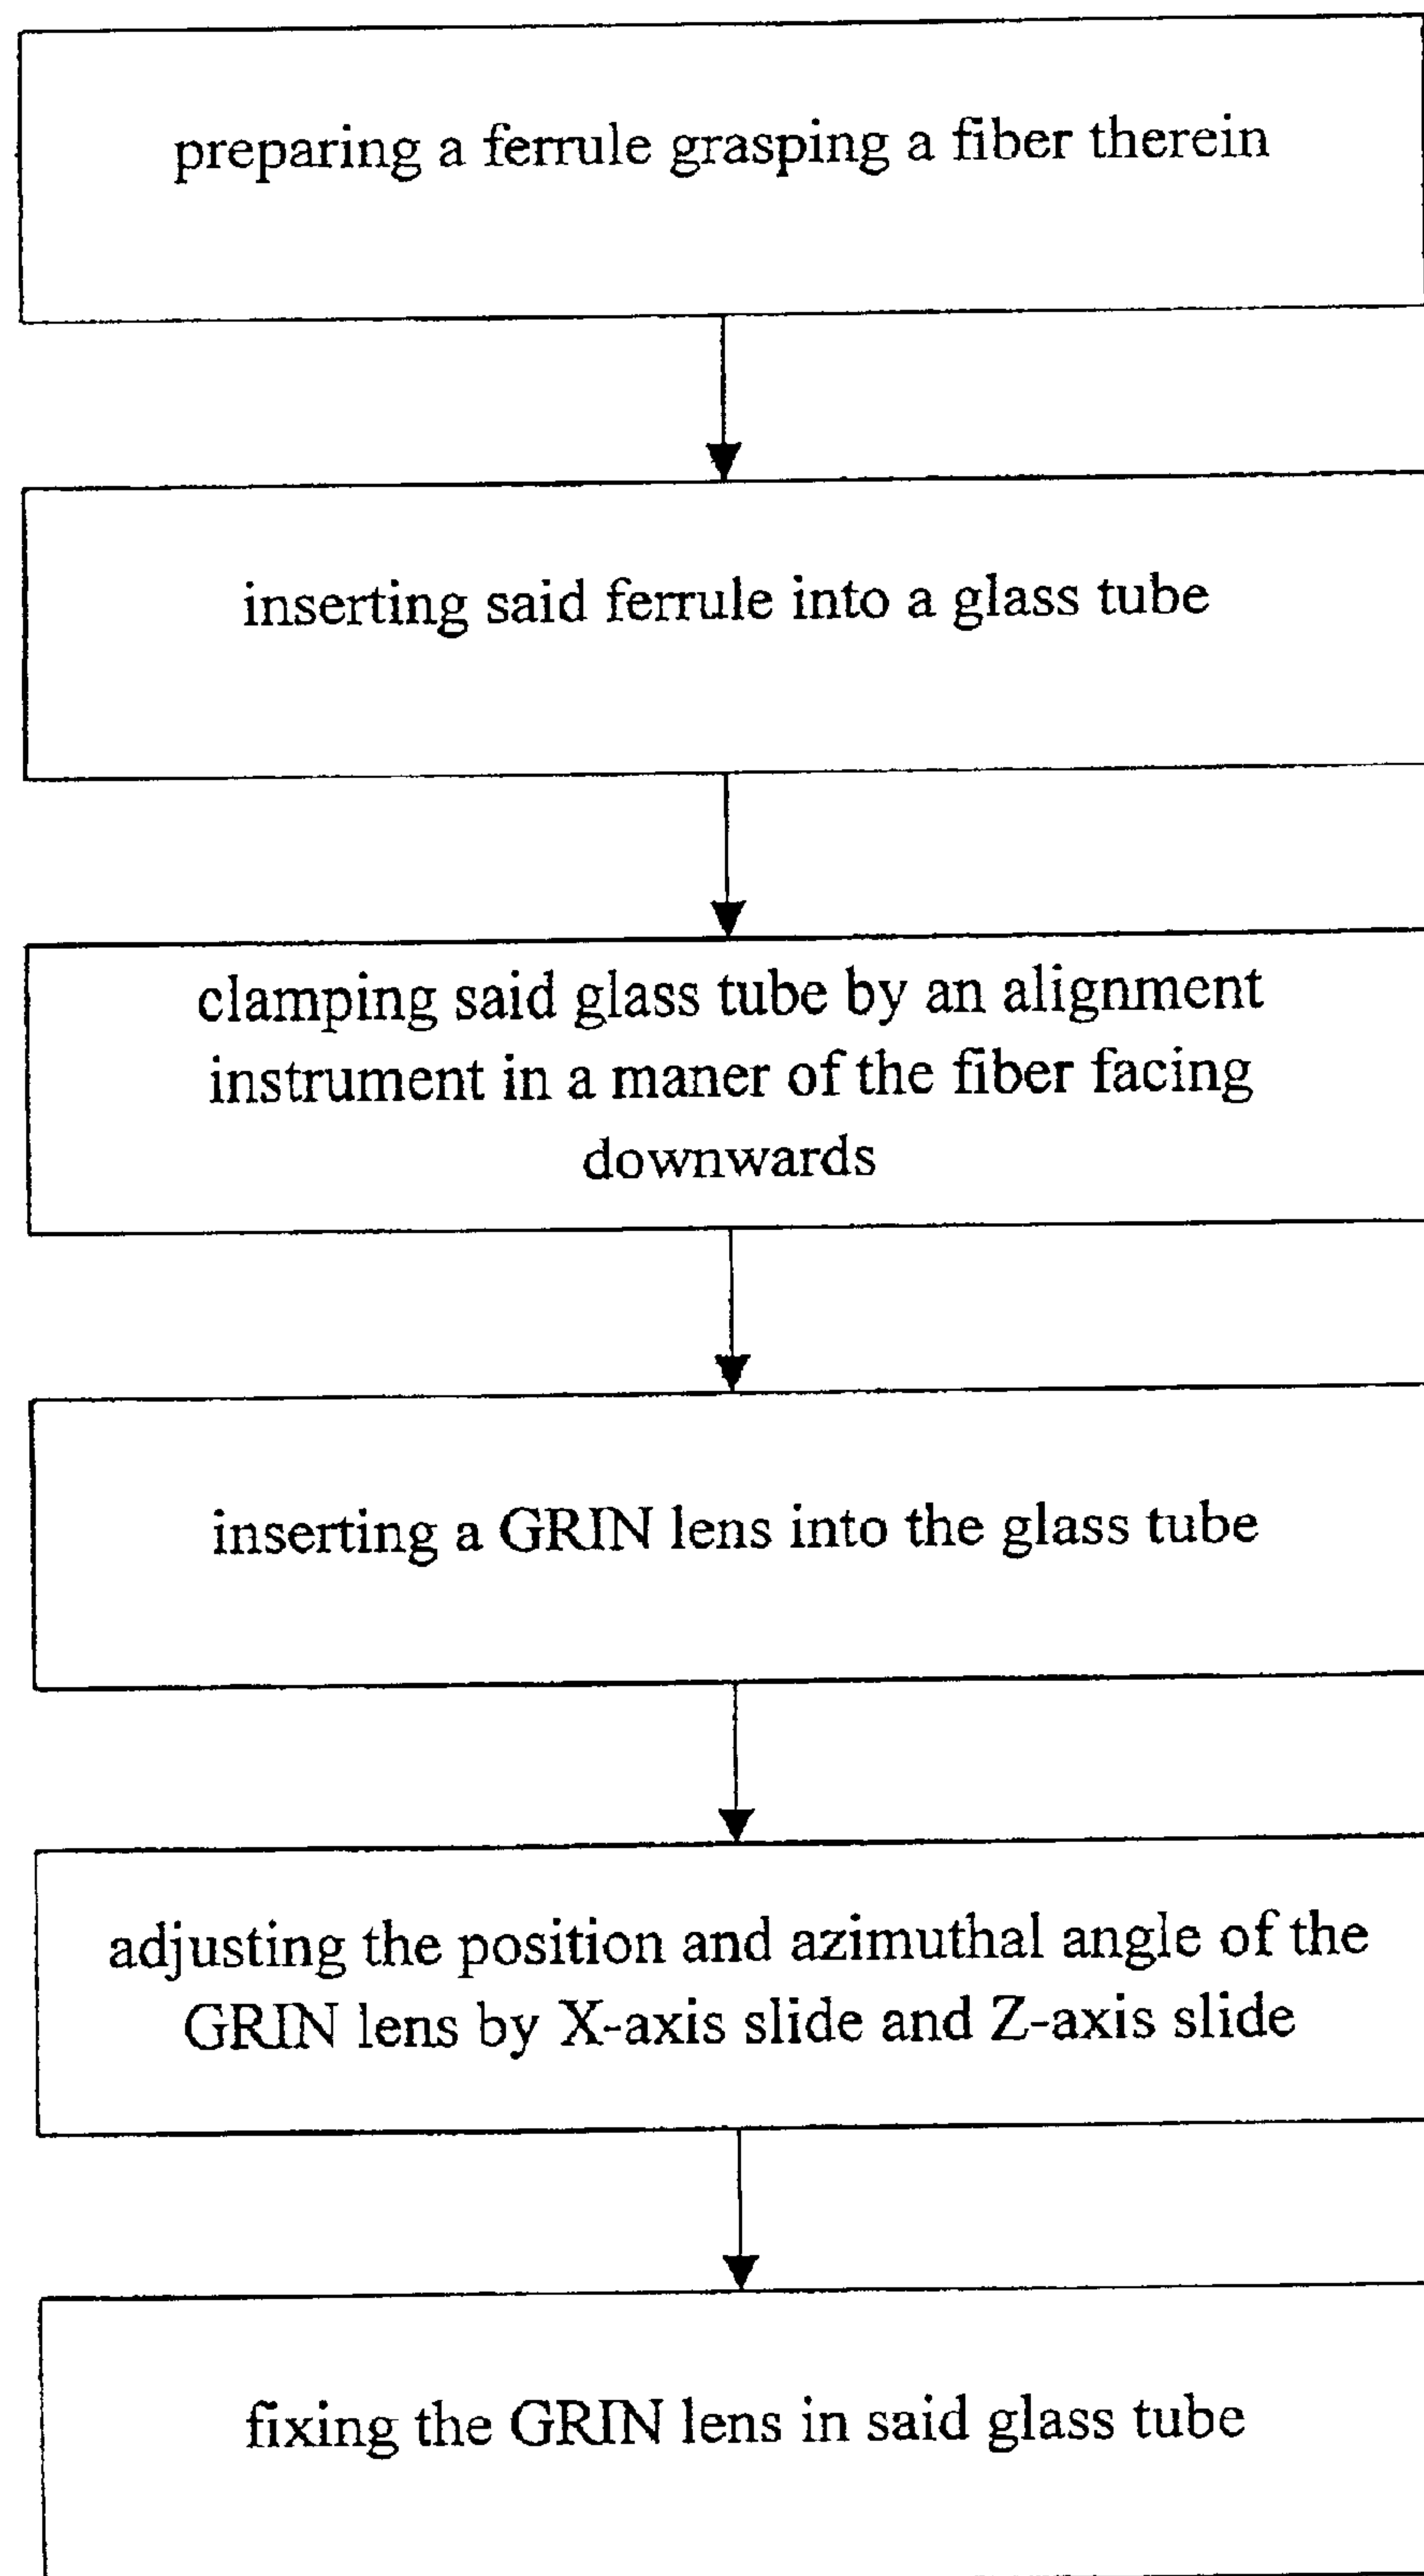 preparing a ferrule grasping a fiber therein
inserting said ferrule into a glass tube
clamping said glass tube by an alignment
instrument in a maner of the fiber facing
downwards
inserting a GRIN lens into the glass tube
adjusting the position and azimuthal angle of the
GRIN lens by X-axis slide and Z-axis slide
fixing the GRIN lens in said glass tube